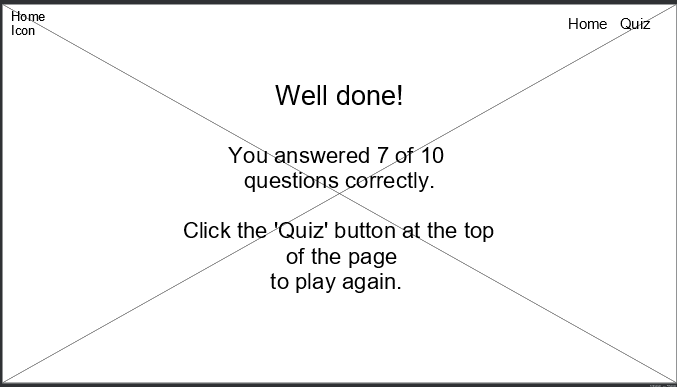 Home
Icon
Home Quiz
Well done!
You answered 7 of 10
questions correctly.
Click the 'Quiz' button at the top
of the page
to play again.